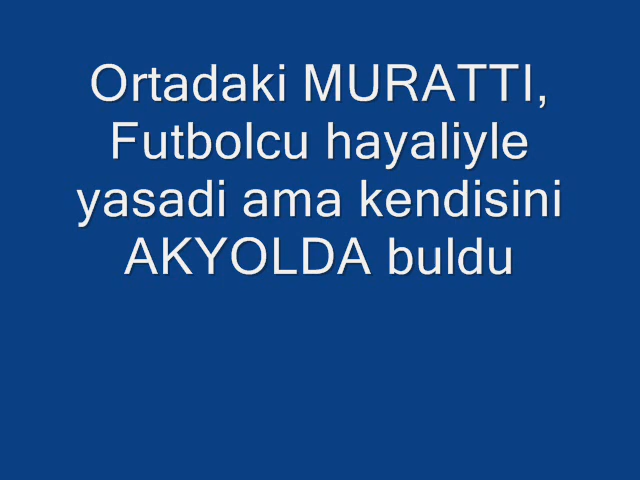 Ortadaki MURATTI,
Futbolcu hayaliyle
yasadi ama kendisini
AKYOLDA buldu